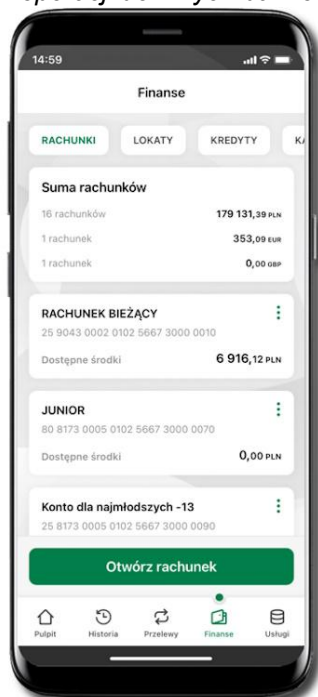 14:59
Finanse
RACHUNKI LOKATY KREDYTY
Suma rachunków
16 rachunków 179 131,39 PLN
1 rachunek 353,09 EUR
1 rachunek 0,00 GBP
RACHUNEK BIEŻĄCY
25 9043 0002 0102 5667 3000 0010
Dostępne środki 6 916,12 PLN
JUNIOR
80 8173 0005 0102 5667 3000 0070
Dostępne środki 0,00 PLN
Konto dla najmłodszych -13
25 8173 0005 0102 5667 3000 0090
Otwórz rachunek
Pulpit Historia Przelewy Finanse Usługi